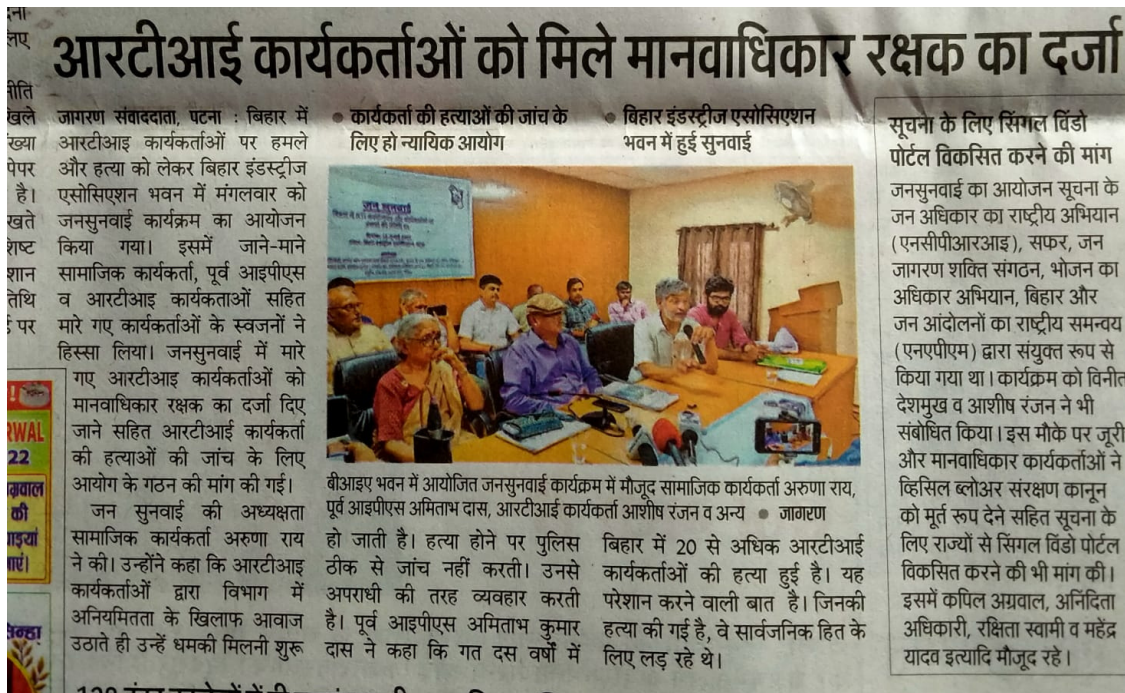 आरटीआई कार्यकर्ताओं को मिले मानवाधिकार रक्षक का दर्जा
जागरण संवाददाता, पटना : बिहार में
आरटीआई कार्यकर्ताओं पर हमले
और हत्या को लेकर बिहार इंडस्ट्रीज
एसोसिएशन भवन में मंगलवार को
जनसुनवाई कार्यक्रम का आयोजन
किया गया। इसमें जाने-माने
सामाजिक कार्यकर्ता, पूर्व आइपीएस
व आरटीआइ कार्यकताओं सहित
मारे गए कार्यकर्ताओं के स्वजनों ने
हिस्सा लिया। जनसुनवाई में मारे
गए आरटीआइ कार्यकर्ताओं को
मानवाधिकार रक्षक का दर्जा दिए
जाने सहित आरटीआई कार्यकर्ता
की हत्याओं की जांच के लिए
आयोग के गठन की मांग की गई।
जन सुनवाई की अध्यक्षता
सामाजिक कार्यकर्ता अरुणा राय
ने की। उन्होंने कहा कि आरटीआइ
कार्यकर्ताओं द्वारा विभाग में
अनियमितता के खिलाफ आवाज
उठाते ही उन्हें धमकी मिलनी शुरू
• कार्यकर्ता की हत्याओं की जांच के
लिए हो न्यायिक आयोग
• बिहार इंडस्ट्रीज एसोसिएशन
भवन में हुई सुनवाई
जन सुनवाई
बीआइए भवन में आयोजित जनसुनवाई कार्यक्रम में मौजूद सामाजिक कार्यकर्ता अरुणा राय,
पूर्व आइपीएस अमिताभ दास, आरटीआई कार्यकर्ता आशीष रंजन व अन्य • जागरण
हो जाती है। हत्या होने पर पुलिस
ठीक से जांच नहीं करती। उनसे
अपराधी की तरह व्यवहार करती
है। पूर्व आइपीएस अमिताभ कुमार
दास ने कहा कि गत दस वर्षों में
बिहार में 20 से अधिक आरटीआई
कार्यकर्ताओं की हत्या हुई है। यह
परेशान करने वाली बात है। जिनकी
हत्या की गई है, वे सार्वजनिक हित के
लिए लड़ रहे थे।
सूचना के लिए सिंगल विंडो
पोर्टल विकसित करने की मांग
जनसुनवाई का आयोजन सूचना के
जन अधिकार का राष्ट्रीय अभियान
(एनसीपीआरआइ), सफर, जन
जागरण शक्ति संगठन, भोजन का
अधिकार अभियान, बिहार और
जन आंदोलनों का राष्ट्रीय समन्वय
(एनएपीएम) द्वारा संयुक्त रूप से
किया गया था। कार्यक्रम को विनीत
देशमुख व आशीष रंजन ने भी
संबोधित किया। इस मौके पर जूरी
और मानवाधिकार कार्यकर्ताओं ने
व्हिसिल ब्लोअर संरक्षण कानून
को मूर्त रूप देने सहित सूचना के
लिए राज्यों से सिंगल विंडो पोर्टल
विकसित करने की भी मांग की।
इसमें कपिल अग्रवाल, अनिंदिता
अधिकारी, रक्षिता स्वामी व महेंद्र
यादव इत्यादि मौजूद रहे।